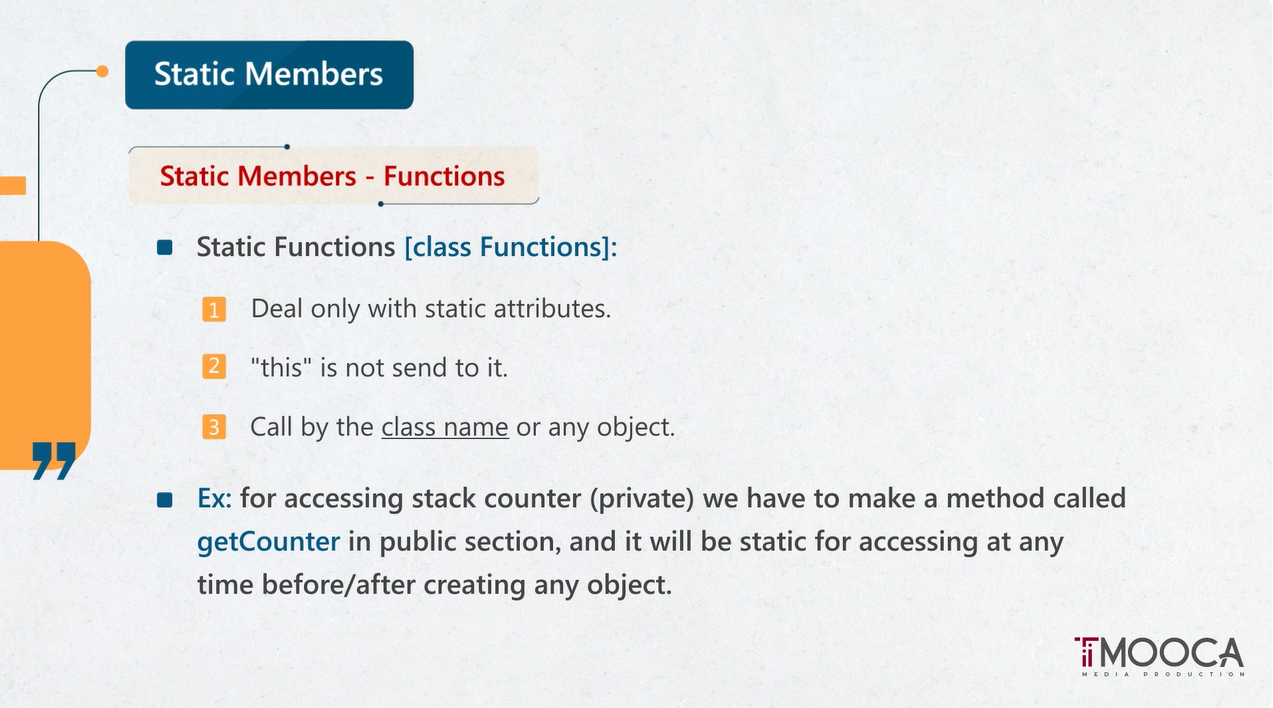 Static Members
Static Members - Functions
Static Functions [class Functions]:
1 Deal only with static attributes.
2 "this" is not send to it.
3 Call by the class name or any object.
Ex: for accessing stack counter (private) we have to make a method called
getCounter in public section, and it will be static for accessing at any
time before/after creating any object.
TiMOOCA
MEDIA PRODUCTION